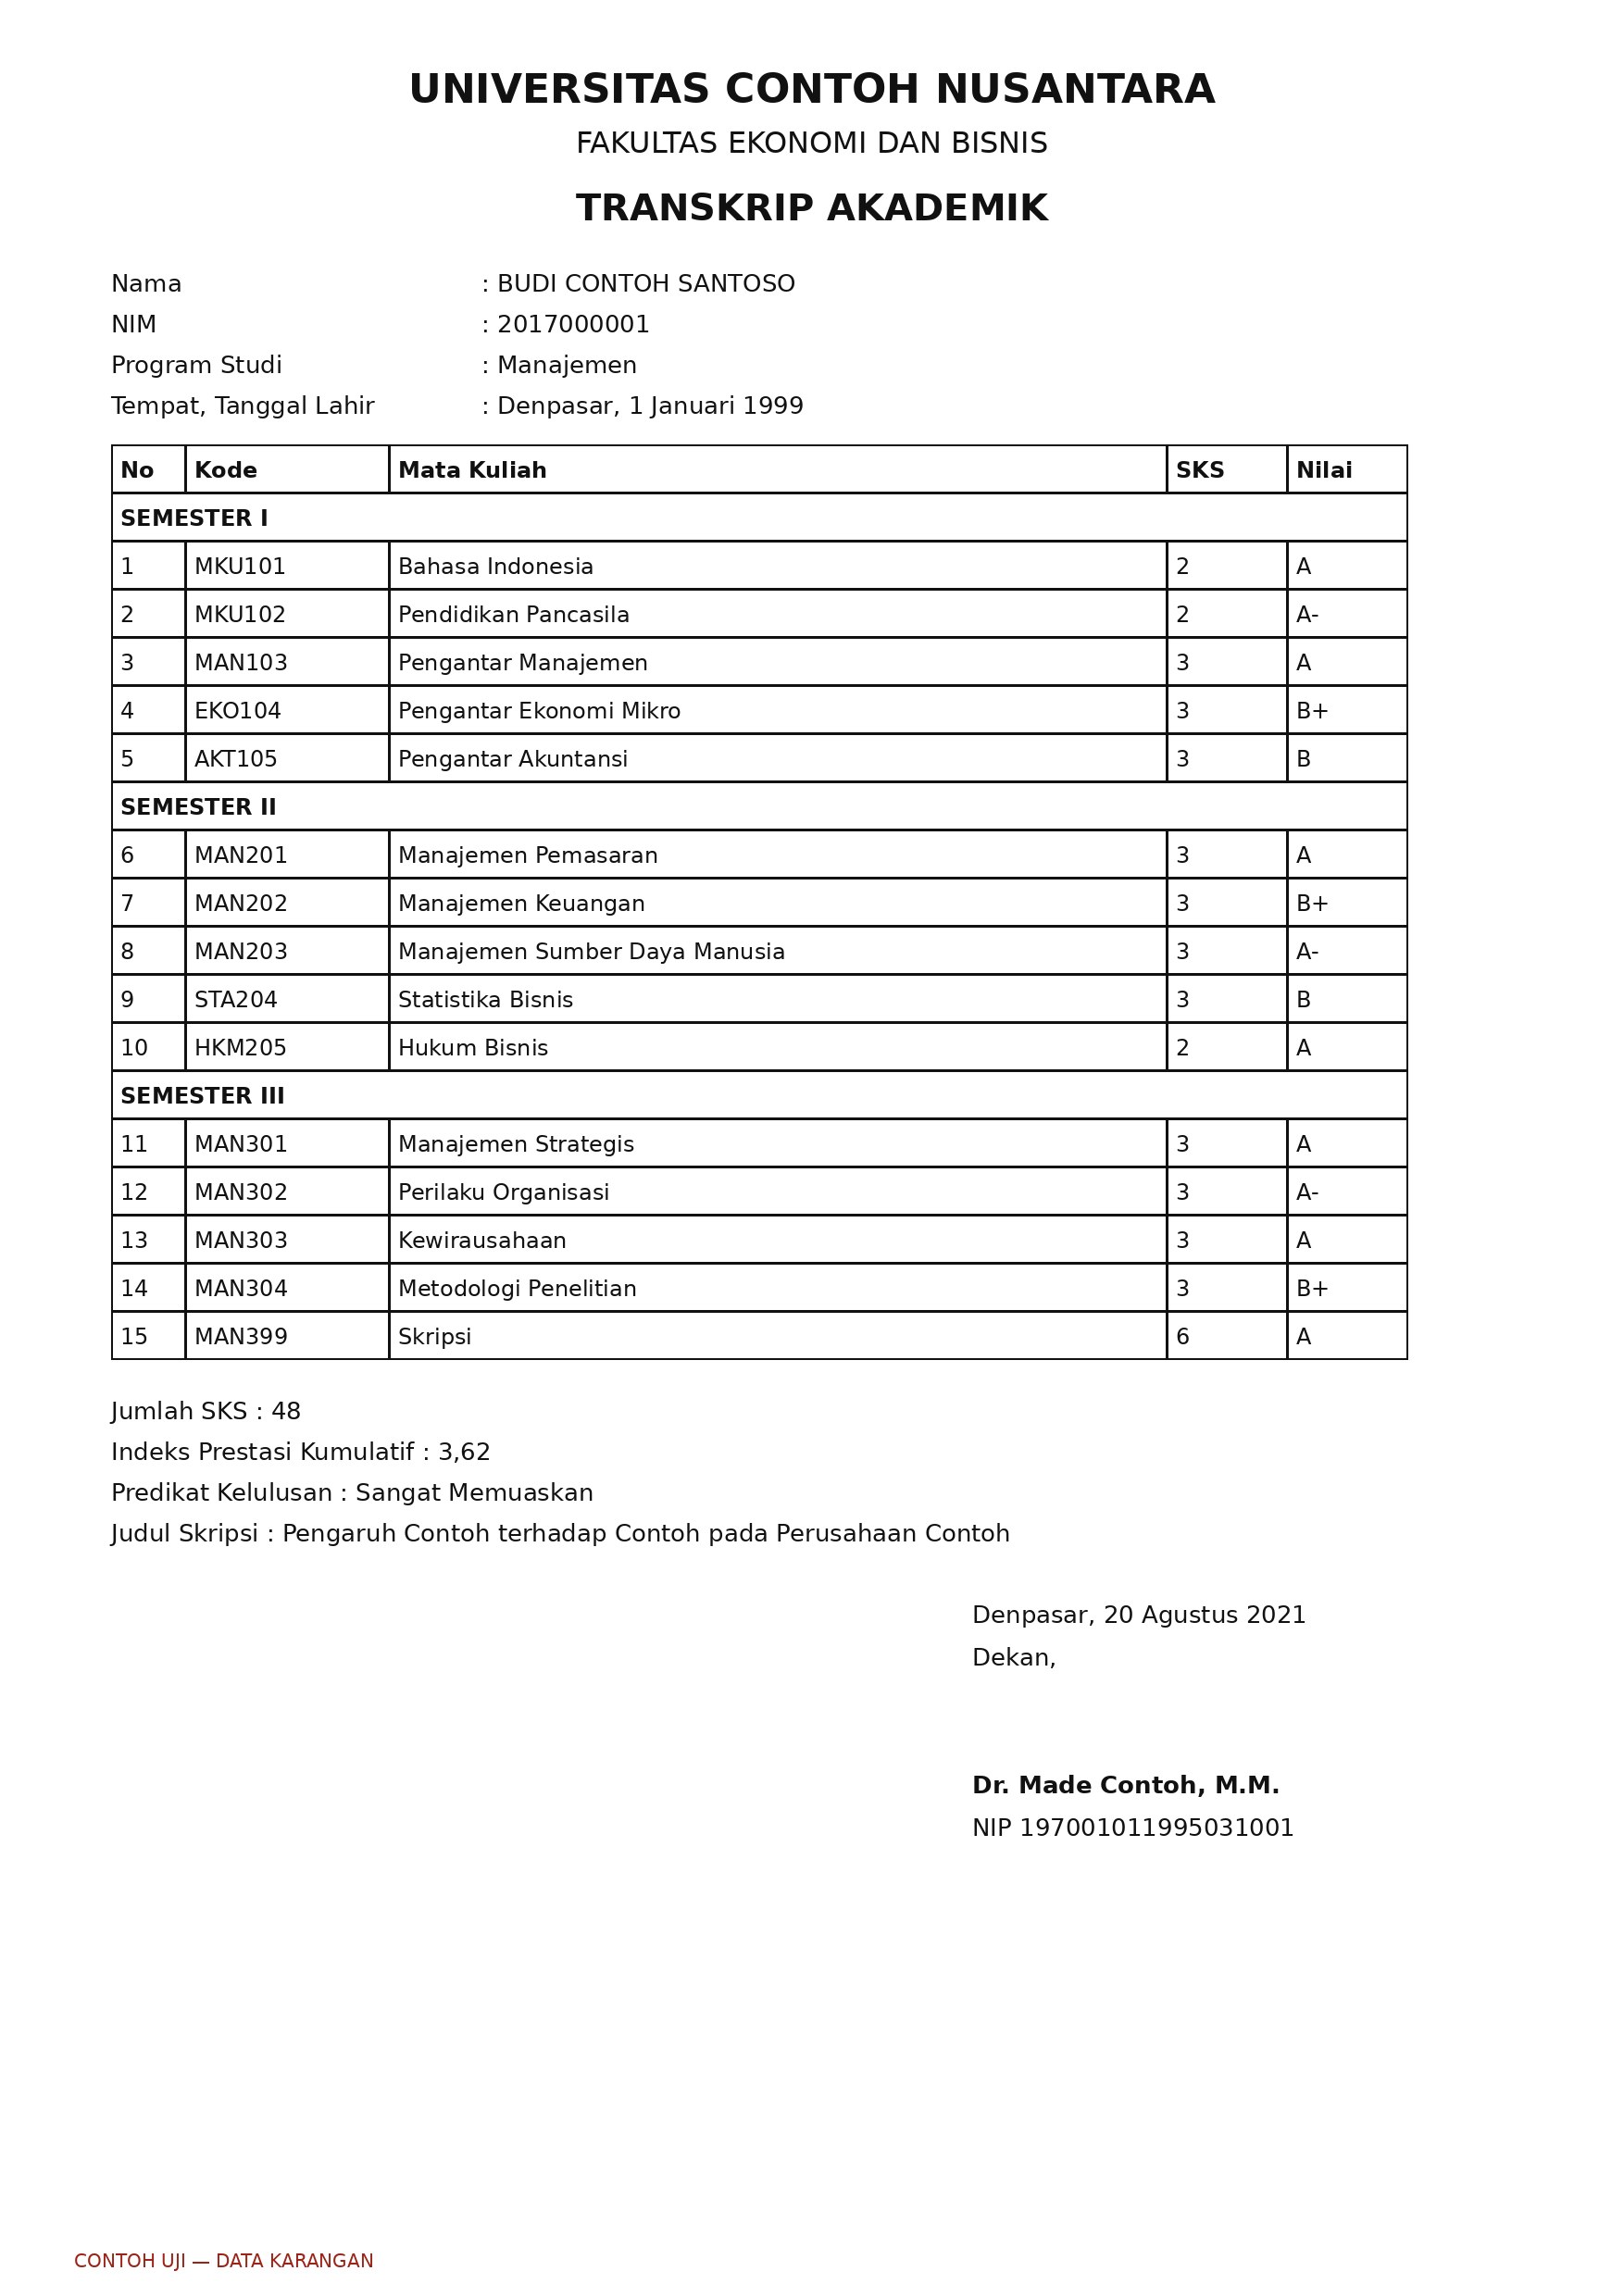 UNIVERSITAS CONTOH NUSANTARA
FAKULTAS EKONOMI DAN BISNIS
TRANSKRIP AKADEMIK
Nama : BUDI CONTOH SANTOSO
NIM : 2017000001
Program Studi : Manajemen
Tempat, Tanggal Lahir : Denpasar, 1 Januari 1999
No Kode Mata Kuliah SKS Nilai
SEMESTER I
1 MKU101 Bahasa Indonesia 2 A
2 MKU102 Pendidikan Pancasila 2 A-
3 MAN103 Pengantar Manajemen 3 A
4 EKO104 Pengantar Ekonomi Mikro 3 B+
5 AKT105 Pengantar Akuntansi 3 B
SEMESTER II
6 MAN201 Manajemen Pemasaran 3 A
7 MAN202 Manajemen Keuangan 3 B+
8 MAN203 Manajemen Sumber Daya Manusia 3 A-
9 STA204 Statistika Bisnis 3 B
10 HKM205 Hukum Bisnis 2 A
SEMESTER III
11 MAN301 Manajemen Strategis 3 A
12 MAN302 Perilaku Organisasi 3 A-
13 MAN303 Kewirausahaan 3 A
14 MAN304 Metodologi Penelitian 3 B+
15 MAN399 Skripsi 6 A
Jumlah SKS : 48
Indeks Prestasi Kumulatif : 3,62
Predikat Kelulusan : Sangat Memuaskan
Judul Skripsi : Pengaruh Contoh terhadap Contoh pada Perusahaan Contoh
Denpasar, 20 Agustus 2021
Dekan,
Dr. Made Contoh, M.M.
NIP 197001011995031001
CONTOH UJI — DATA KARANGAN